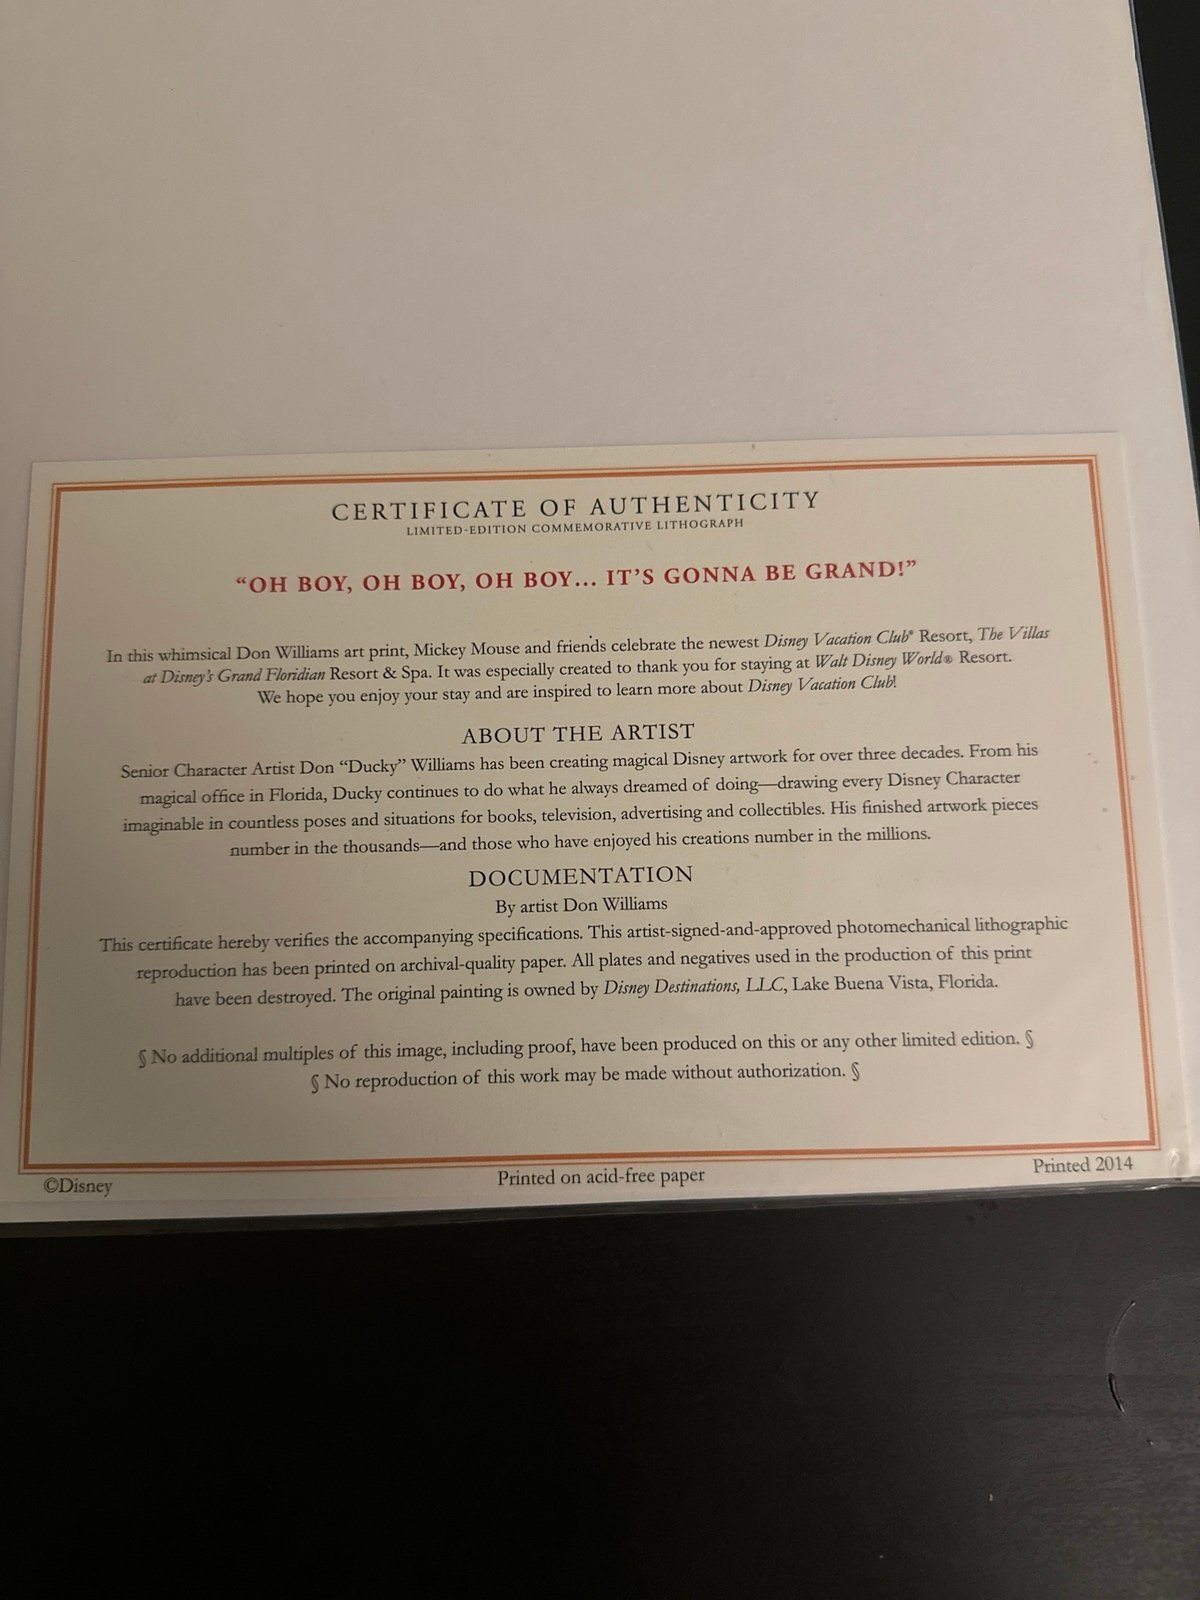 CERTIFICATE OF AUTHENTICITY
LIMITED-EDITION COMMEMORATIVE LITHOGRAPH
“OH BOY, OH BOY, OH BOY... IT’S GONNA BE GRAND!”
In this whimsical Don Williams art print, Mickey Mouse and friends celebrate the newest Disney Vacation Club® Resort, The Villas
at Disney’s Grand Floridian Resort & Spa. It was especially created to thank you for staying at Walt Disney World® Resort.
We hope you enjoy your stay and are inspired to learn more about Disney Vacation Club!
ABOUT THE ARTIST
Senior Character Artist Don “Ducky” Williams has been creating magical Disney artwork for over three decades. From his
magical office in Florida, Ducky continues to do what he always dreamed of doing—drawing every Disney Character
imaginable in countless poses and situations for books, television, advertising and collectibles. His finished artwork pieces
number in the thousands—and those who have enjoyed his creations number in the millions.
DOCUMENTATION
By artist Don Williams
This certificate hereby verifies the accompanying specifications. This artist-signed-and-approved photomechanical lithographic
reproduction has been printed on archival-quality paper. All plates and negatives used in the production of this print
have been destroyed. The original painting is owned by Disney Destinations, LLC, Lake Buena Vista, Florida.
§ No additional multiples of this image, including proof, have been produced on this or any other limited edition. §
§ No reproduction of this work may be made without authorization. §
©Disney
Printed on acid-free paper
Printed 2014